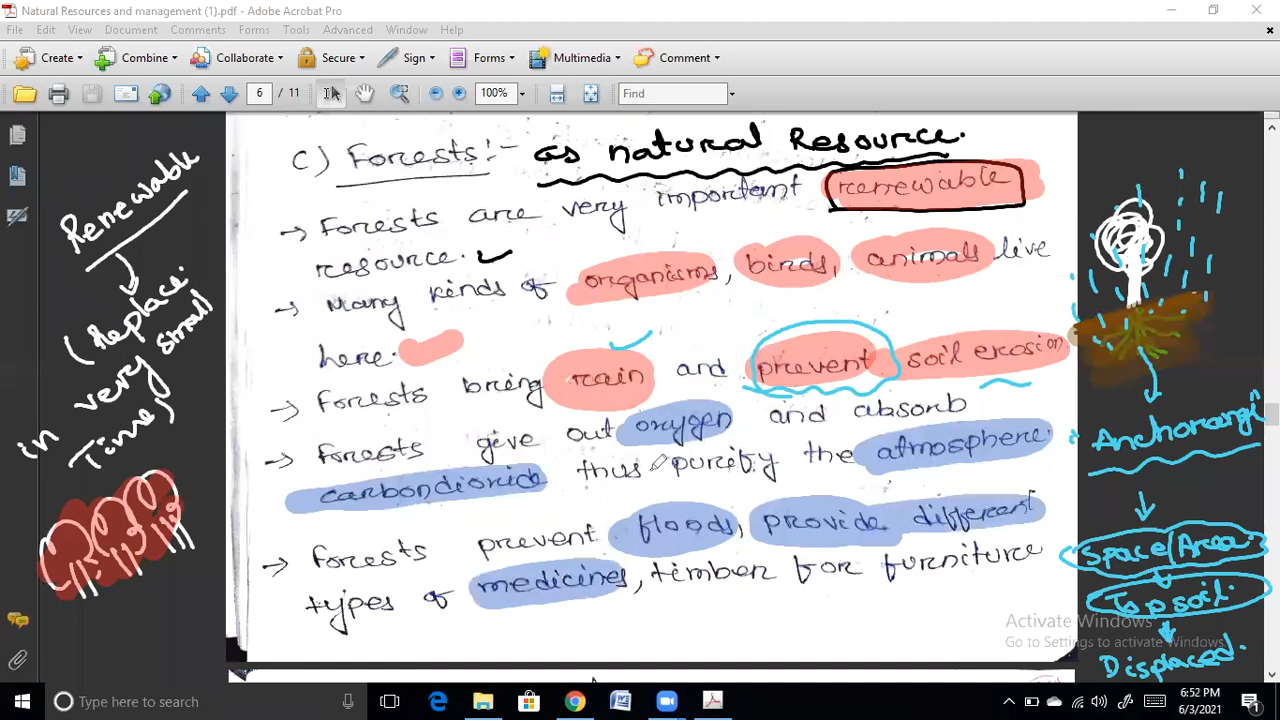 Natural Resources and management (1).pdf - Adobe Acrobat Pro
File Edit View Document Comments Forms Tools Advanced Window Help
Create Combine Collaborate Secure Sign Forms Multimedia Comment
6 / 11 100% Find
C) Forests:- as natural Resource.
→ Forests are very important renewable
resource.
→ Many kinds of organisms, birds, animals live
here.
→ Forests bring rain and prevent soil erosion
→ Forests give out oxygen and absorb
carbondioxide thus purify the atmosphere.
→ Forests prevent floods, provide different
types of medicines, timber for furniture
Renewable
(Replace
in very small
Time)
Space/Area
Top soil.
Displaced.
Activate Windows
Go to Settings to activate Windows.
Type here to search
6:52 PM
6/3/2021